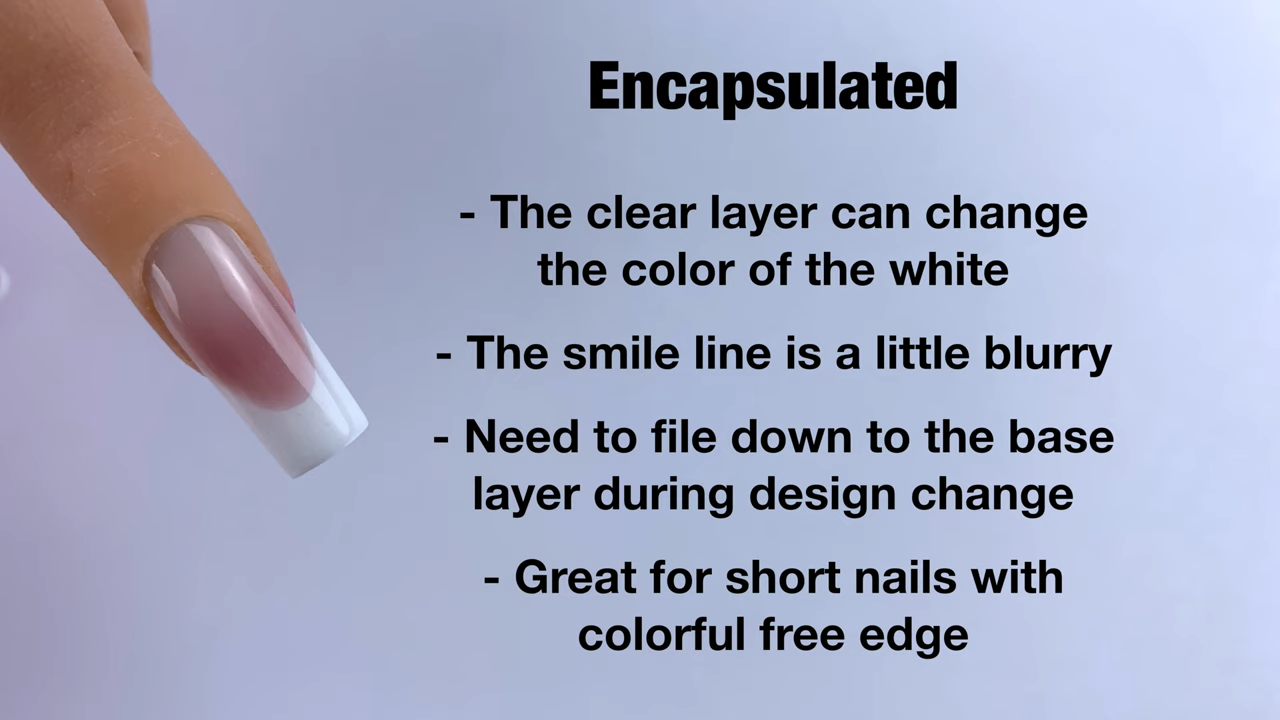 Encapsulated
- The clear layer can change
the color of the white
- The smile line is a little blurry
- Need to file down to the base
layer during design change
- Great for short nails with
colorful free edge